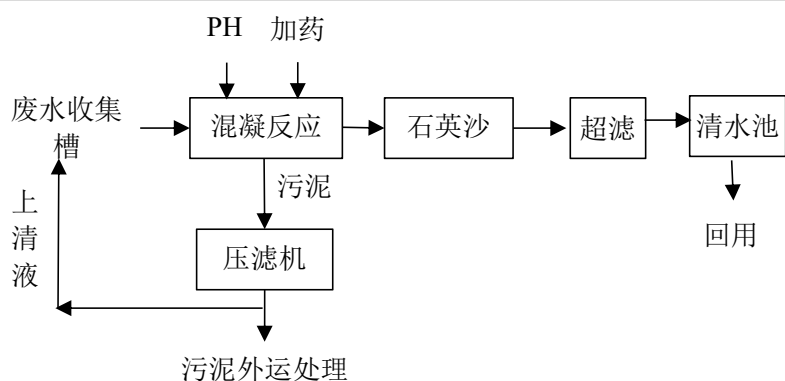 PH 加药
废水收集
槽
混凝反应
石英沙
超滤
清水池
污泥
上
清
液
压滤机
回用
污泥外运处理